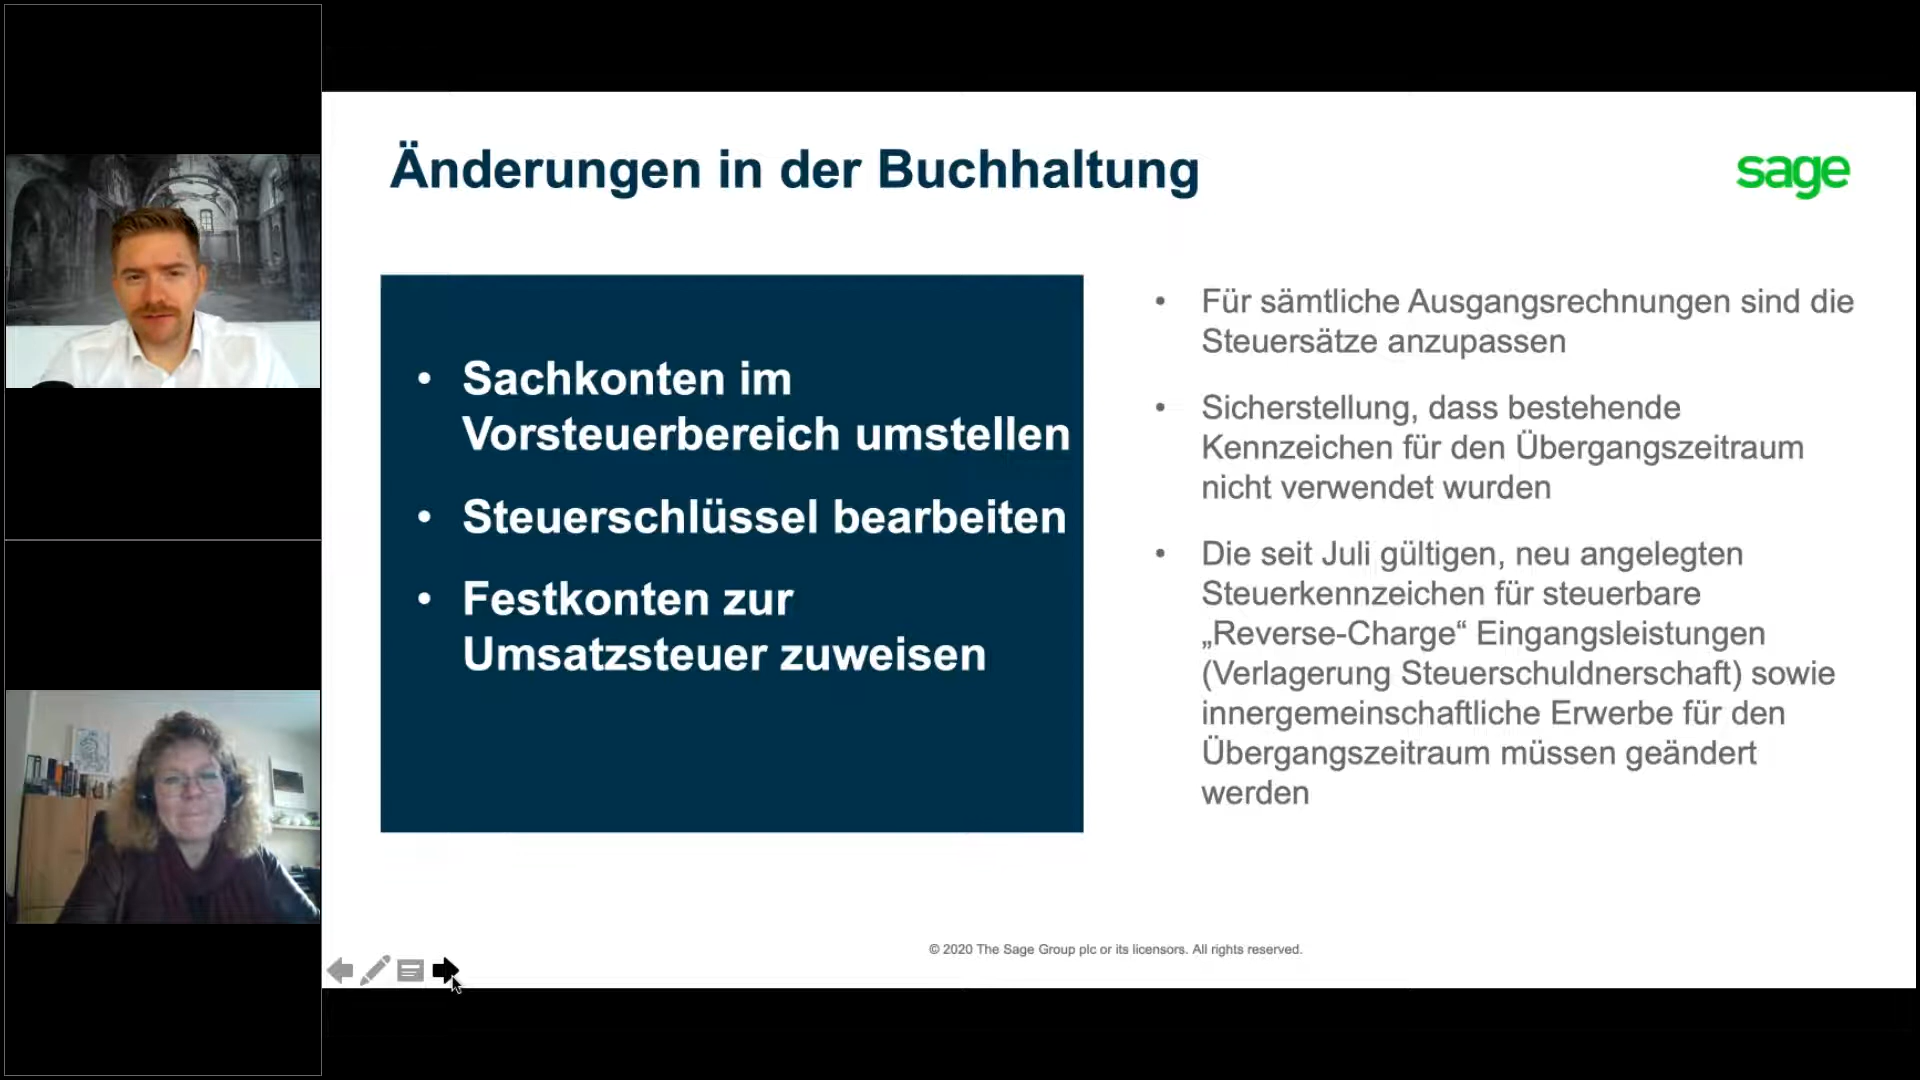 Änderungen in der Buchhaltung
sage
• Sachkonten im
Vorsteuerbereich umstellen
• Steuerschlüssel bearbeiten
• Festkonten zur
Umsatzsteuer zuweisen
• Für sämtliche Ausgangsrechnungen sind die
Steuersätze anzupassen
• Sicherstellung, dass bestehende
Kennzeichen für den Übergangszeitraum
nicht verwendet wurden
• Die seit Juli gültigen, neu angelegten
Steuerkennzeichen für steuerbare
„Reverse-Charge“ Eingangsleistungen
(Verlagerung Steuerschuldnerschaft) sowie
innergemeinschaftliche Erwerbe für den
Übergangszeitraum müssen geändert
werden
© 2020 The Sage Group plc or its licensors. All rights reserved.